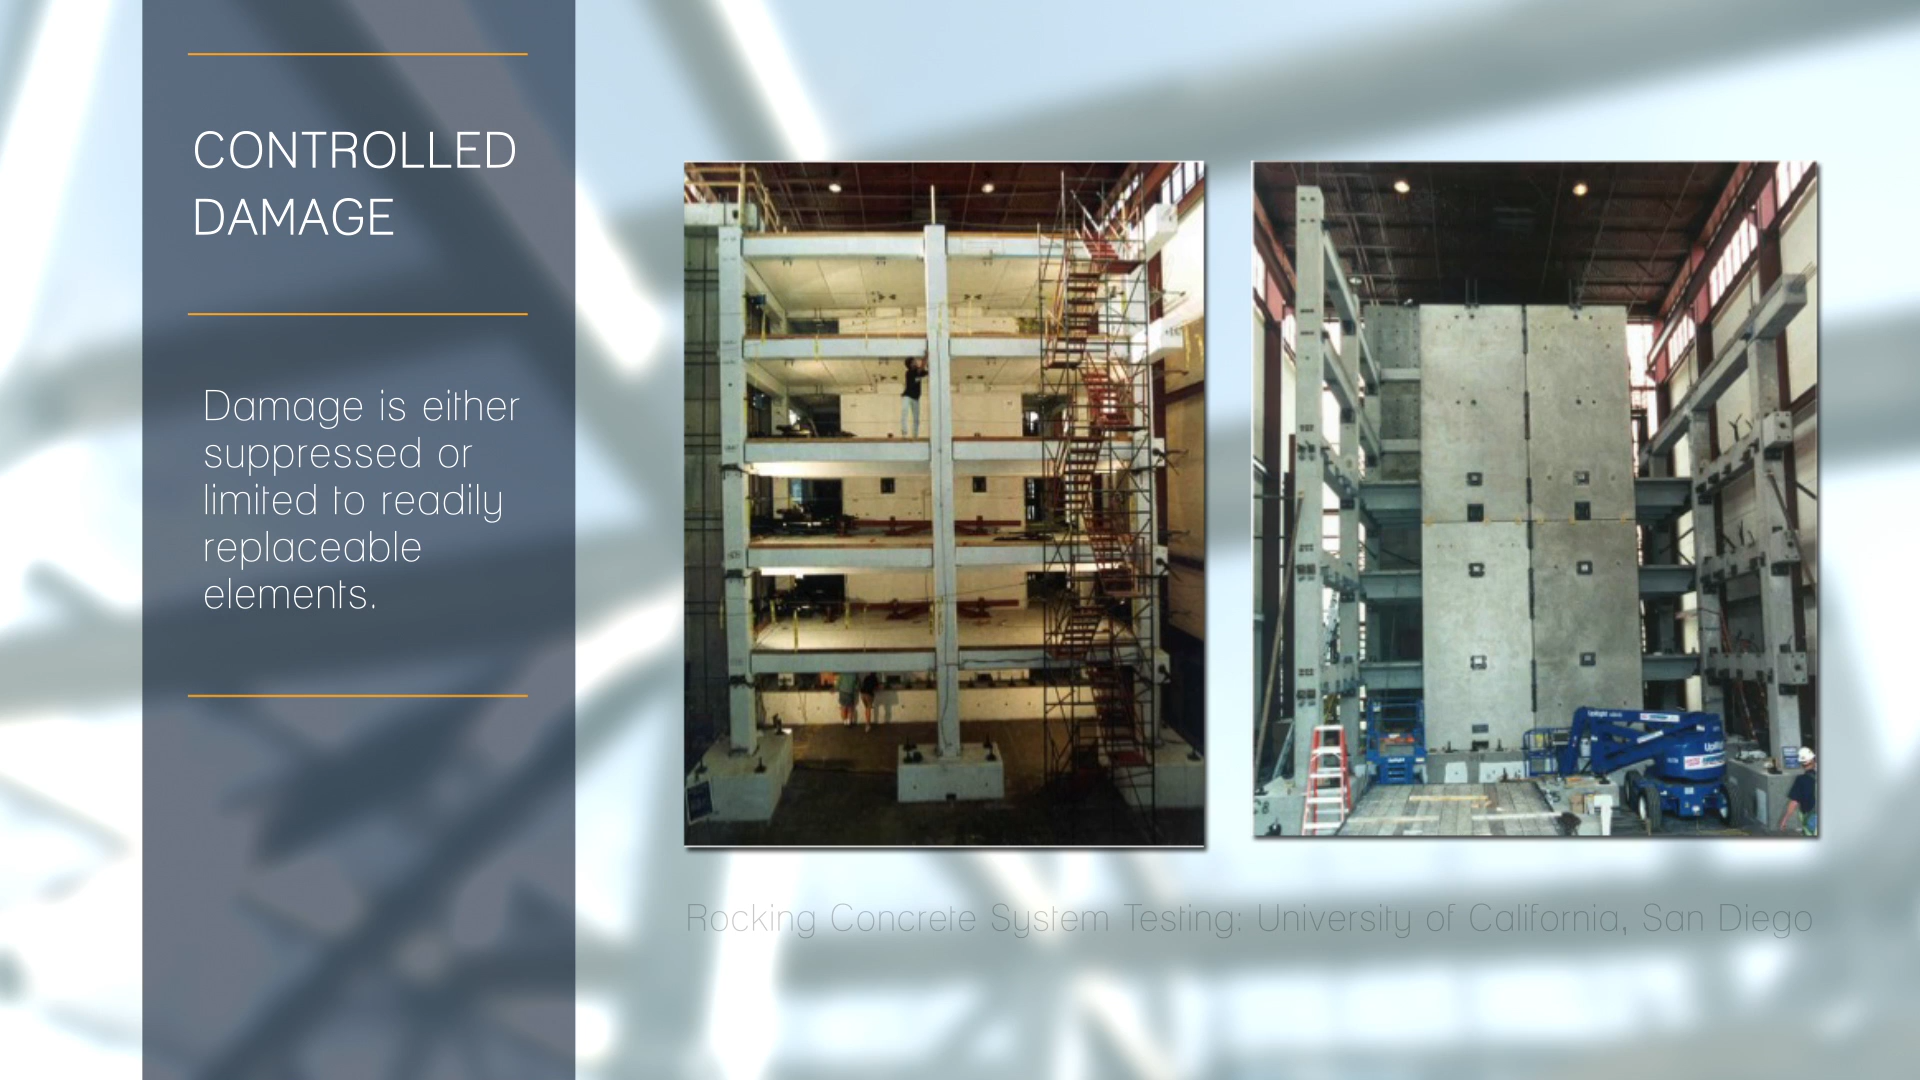 CONTROLLED
DAMAGE
Damage is either
suppressed or
limited to readily
replaceable
elements.
Rocking Concrete System Testing: University of California, San Diego